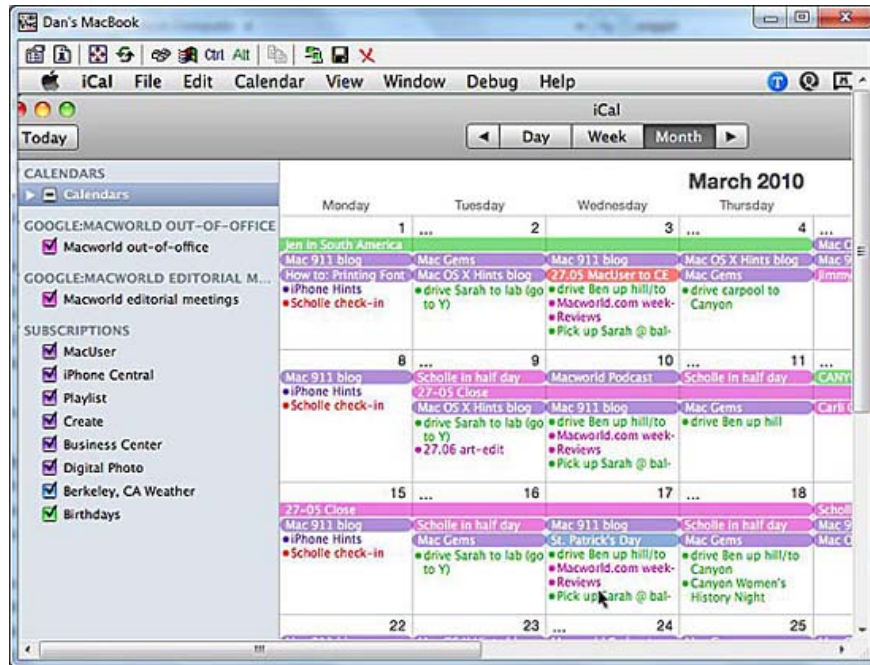 Dan's MacBook
Ctrl Alt
iCal File Edit Calendar View Window Debug Help
iCal
Today
Day Week Month
CALENDARS
Calendars
GOOGLE:MACWORLD OUT-OF-OFFICE
Macworld out-of-office
GOOGLE:MACWORLD EDITORIAL M...
Macworld editorial meetings
SUBSCRIPTIONS
MacUser
iPhone Central
Playlist
Create
Business Center
Digital Photo
Berkeley, CA Weather
Birthdays
March 2010
Monday Tuesday Wednesday Thursday
1 ... 2 3 ... 4 ...
Jen in South America
Mac 911 blog Mac Gems Mac 911 blog Mac OS X Hints blog Mac 9
How to: Printing Font Mac OS X Hints blog 27.05 MacUser to CE Mac Gems
•iPhone Hints •drive Sarah to lab (go •drive Ben up hill/to •drive carpool to
•Scholle check-in to Y) •Macworld.com week- Canyon
•Reviews
•Pick up Sarah @ bal-
8 ... 9 10 ... 11 ...
Mac 911 blog Scholle in half day Macworld Podcast Scholle in half day CANY
•iPhone Hints 27-05 Close
•Scholle check-in Mac OS X Hints blog Mac 911 blog Mac Gems Carli
•drive Sarah to lab (go •drive Ben up hill/to •drive Ben up hill
to Y) •Macworld.com week-
•27.06 art-edit •Reviews
•Pick up Sarah @ bal-
15 ... 16 17 ... 18
27-05 Close Scholl
Mac 911 blog Scholle in half day Mac 911 blog Scholle in half day Mac 9
•iPhone Hints Mac Gems St. Patrick's Day Mac Gems Mac O
•Scholle check-in •drive Sarah to lab (go •drive Ben up hill/to •drive Ben up hill/to
to Y) •Macworld.com week- Canyon
•Reviews •Canyon Women's
•Pick up Sarah @ bal- History Night
22 23 ... 24 25